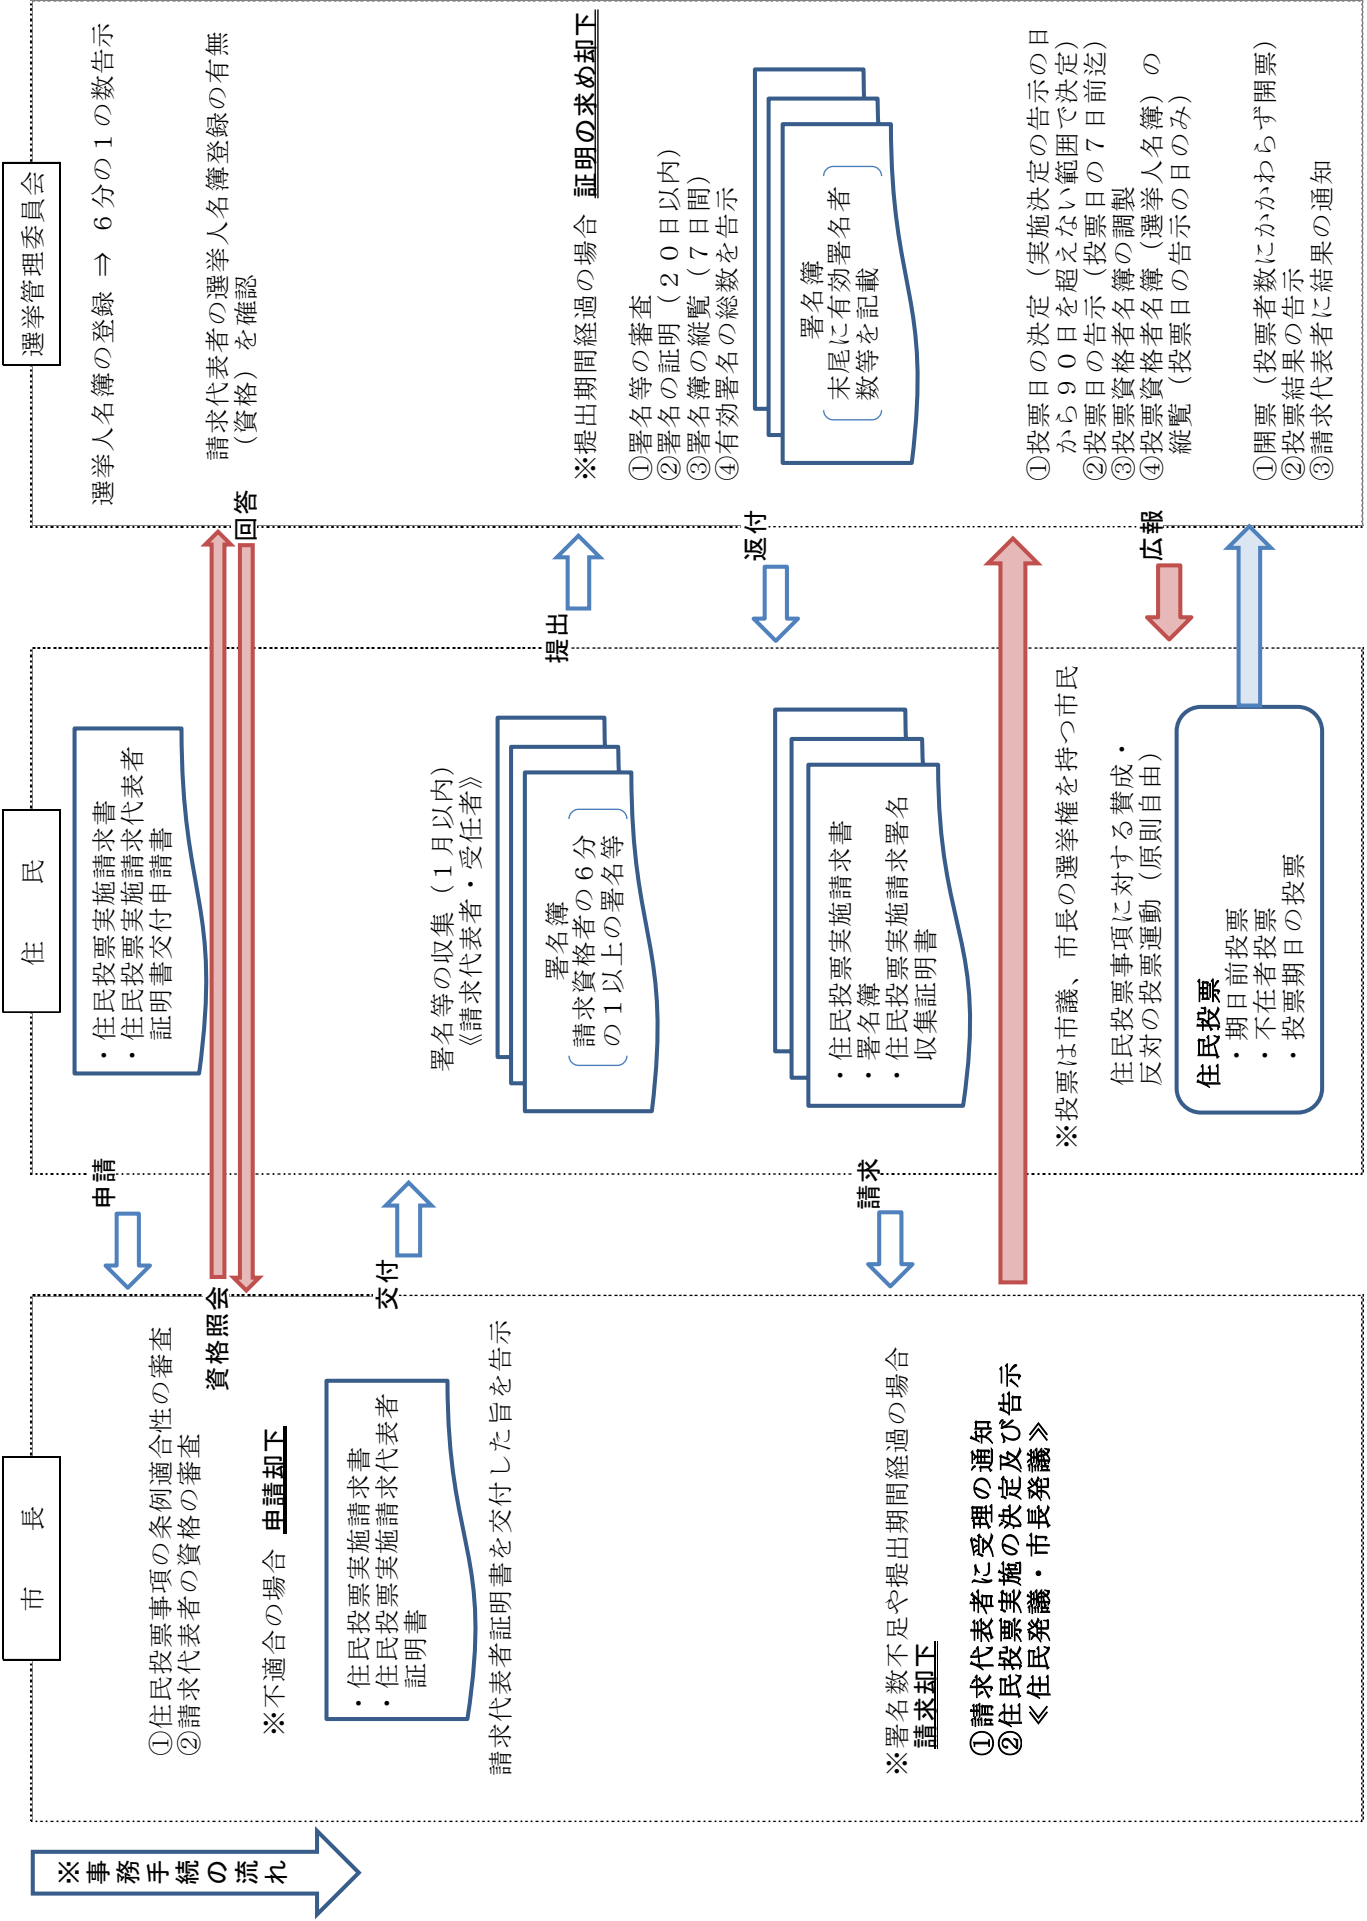 ※事務手続の流れ
市　長
①住民投票事項の条例適合性の審査
②請求代表者の資格の審査
※不適合の場合　申請却下
・住民投票実施請求書
・住民投票実施請求代表者
証明書
請求代表者証明書を交付した旨を告示
※署名数不足や提出期間経過の場合
請求却下
①請求代表者に受理の通知
②住民投票実施の決定及び告示
≪住民発議・市長発議≫
申請
資格照会
交付
請求
住　民
・住民投票実施請求書
・住民投票実施請求代表者
証明書交付申請書
署名等の収集（１月以内）
《請求代表者・受任者》
署名簿
請求資格者の６分
の１以上の署名等
・住民投票実施請求書
・署名簿
・住民投票実施請求署名
収集証明書
※投票は市議、市長の選挙権を持つ市民
住民投票事項に対する賛成・
反対の投票運動（原則自由）
住民投票
・期日前投票
・不在者投票
・投票期日の投票
回答
提出
返付
広報
選挙管理委員会
選挙人名簿の登録 ⇒ ６分の１の数告示
請求代表者の選挙人名簿登録の有無
（資格）を確認
※提出期間経過の場合　証明の求め却下
①署名等の審査
②署名の証明（２０日以内）
③署名簿の縦覧（７日間）
④有効署名の総数を告示
署名簿
末尾に有効署名者
数等を記載
①投票日の決定（実施決定の告示の日
から９０日を超えない範囲で決定）
②投票日の告示（投票日の７日前迄）
③投票資格者名簿の調製
④投票資格者名簿（選挙人名簿）の
縦覧（投票日の告示の日のみ）
①開票（投票者数にかかわらず開票）
②投票結果の告示
③請求代表者に結果の通知